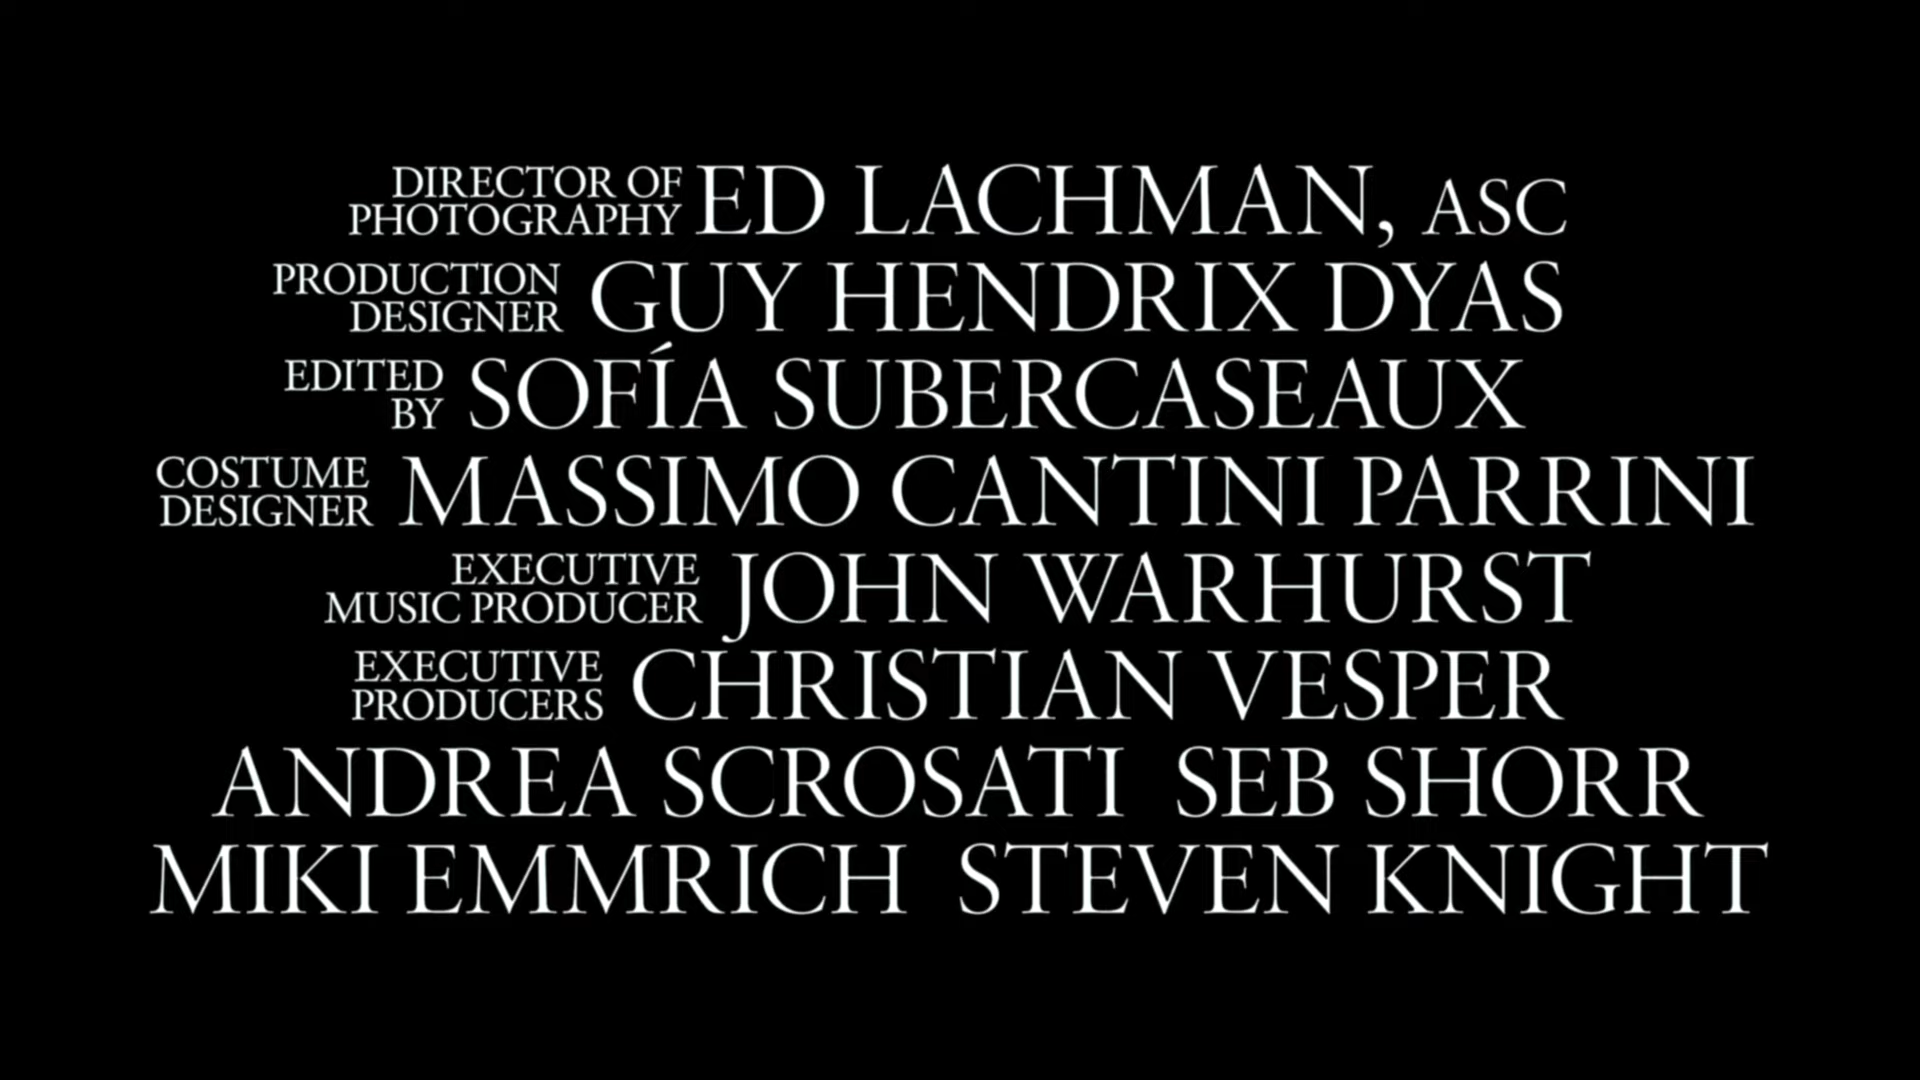 DIRECTOR OF PHOTOGRAPHY ED LACHMAN, ASC
PRODUCTION DESIGNER GUY HENDRIX DYAS
EDITED BY SOFÍA SUBERCASEAUX
COSTUME DESIGNER MASSIMO CANTINI PARRINI
EXECUTIVE MUSIC PRODUCER JOHN WARHURST
EXECUTIVE PRODUCERS CHRISTIAN VESPER
ANDREA SCROSATI SEB SHORR
MIKI EMMRICH STEVEN KNIGHT